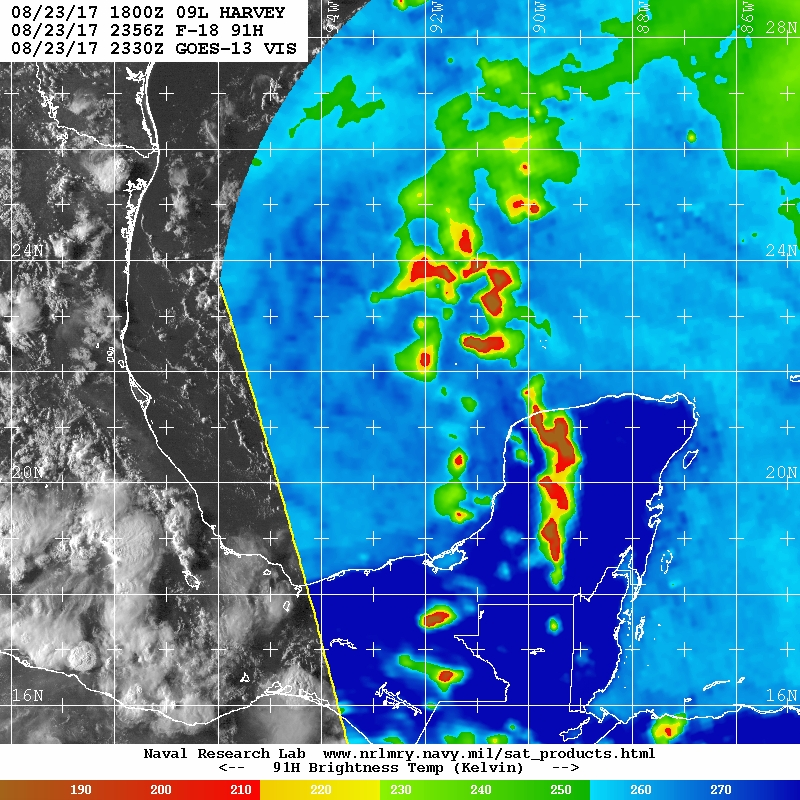 08/23/17 1800Z 09L HARVEY
08/23/17 2356Z F-18 91H
08/23/17 2330Z GOES-13 VIS
94W
92W
90W
88W
86W
28N
24N
24N
20N
20N
16N
16N
Naval Research Lab www.nrlmry.navy.mil/sat_products.html
<-- 91H Brightness Temp (Kelvin) -->
190 200 210 220 230 240 250 260 270